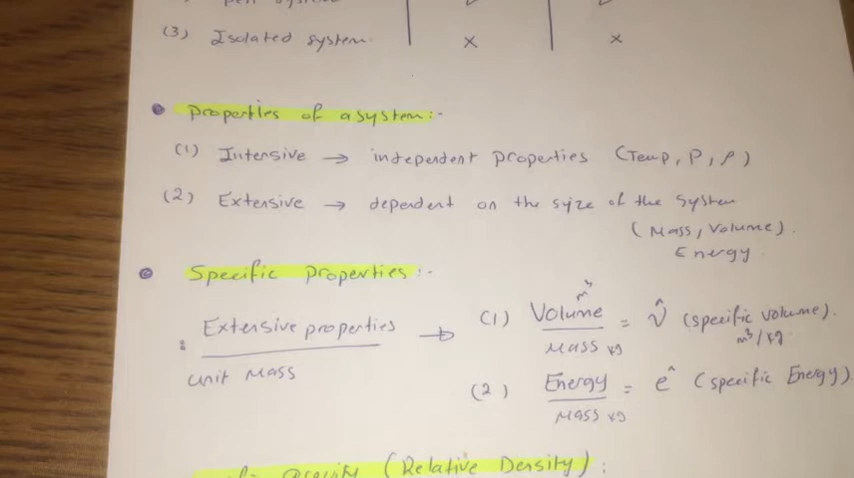 (3) Isolated system. x x
Properties of a system:-
(1) Intensive → independent properties (Temp, P, ρ)
(2) Extensive → dependent on the size of the system
(Mass, Volume).
Energy
Specific properties:-
: Extensive properties / unit Mass → (1) Volume m³ / Mass kg = v̂ (specific volume). m³/kg
(2) Energy / Mass kg = ê (specific Energy)
gravity (Relative Density):